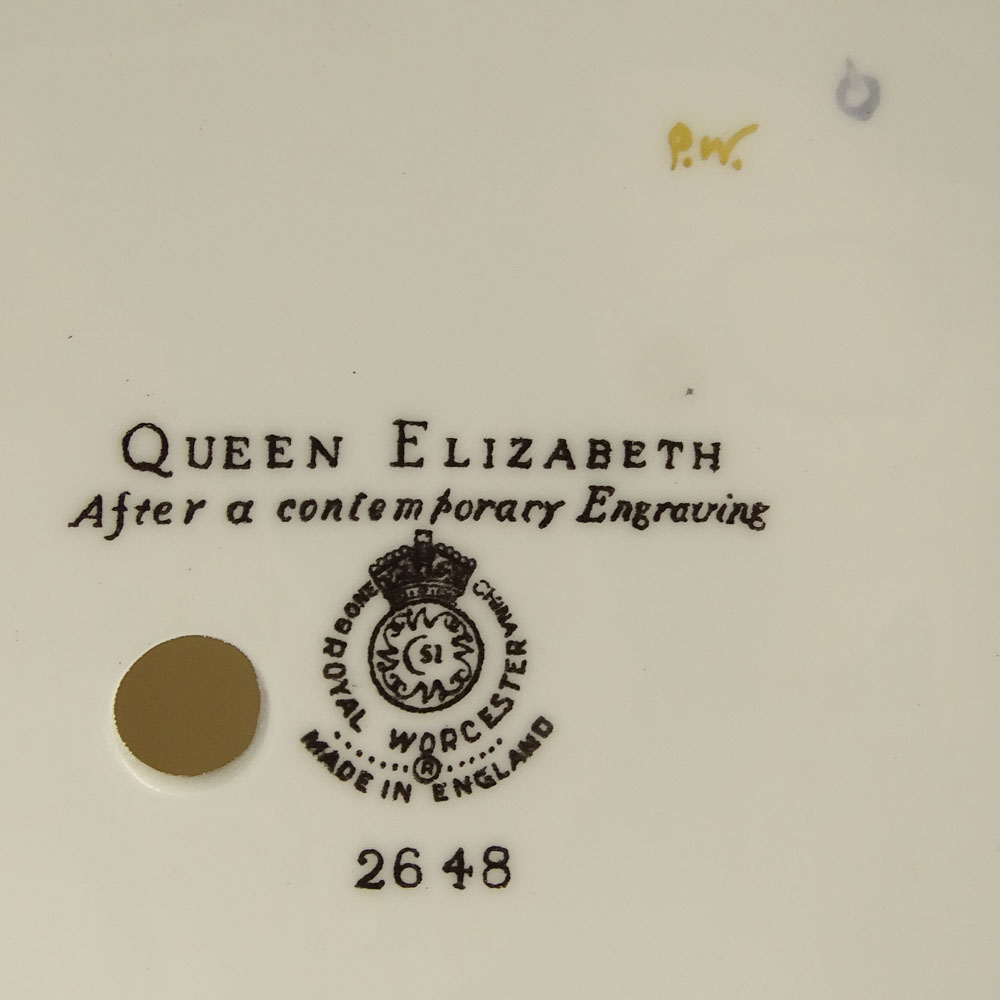 P.W.
QUEEN ELIZABETH
After a contemporary Engraving
BONE CHINA
51
ROYAL WORCESTER
®
MADE IN ENGLAND
2648